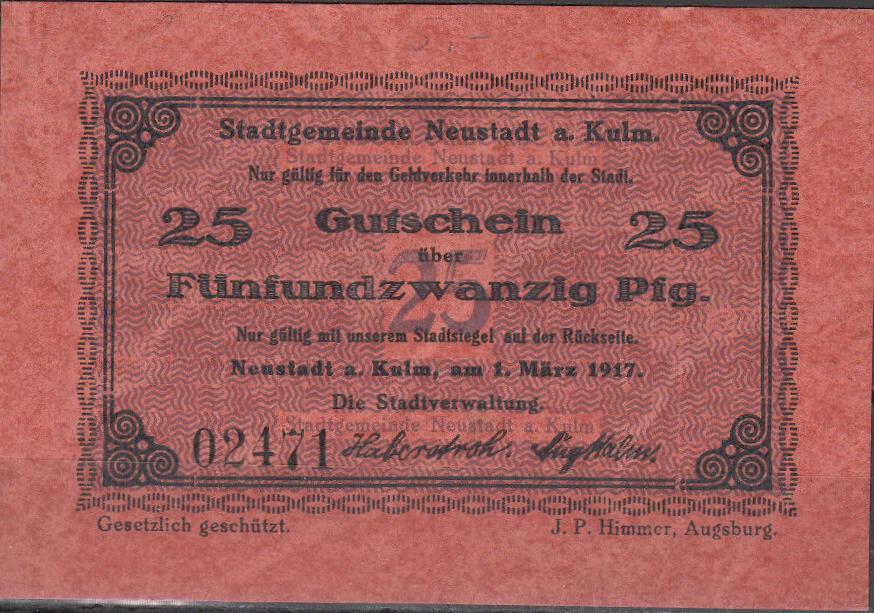 5,-
Stadtgemeinde Neustadt a. Kulm.
Stadtgemeinde Neustadt a. Kulm
Nur gültig für den Geldverkehr innerhalb der Stadt.
25 Gutschein 25
über
25
Fünfundzwanzig Pfg.
Nur gültig mit unserem Stadtsiegel auf der Rückseite.
Neustadt a. Kulm, am 1. März 1917.
Die Stadtverwaltung.
Stadtgemeinde Neustadt a. Kulm
02471 Haberstroh.
Gesetzlich geschützt. J. P. Himmer, Augsburg.